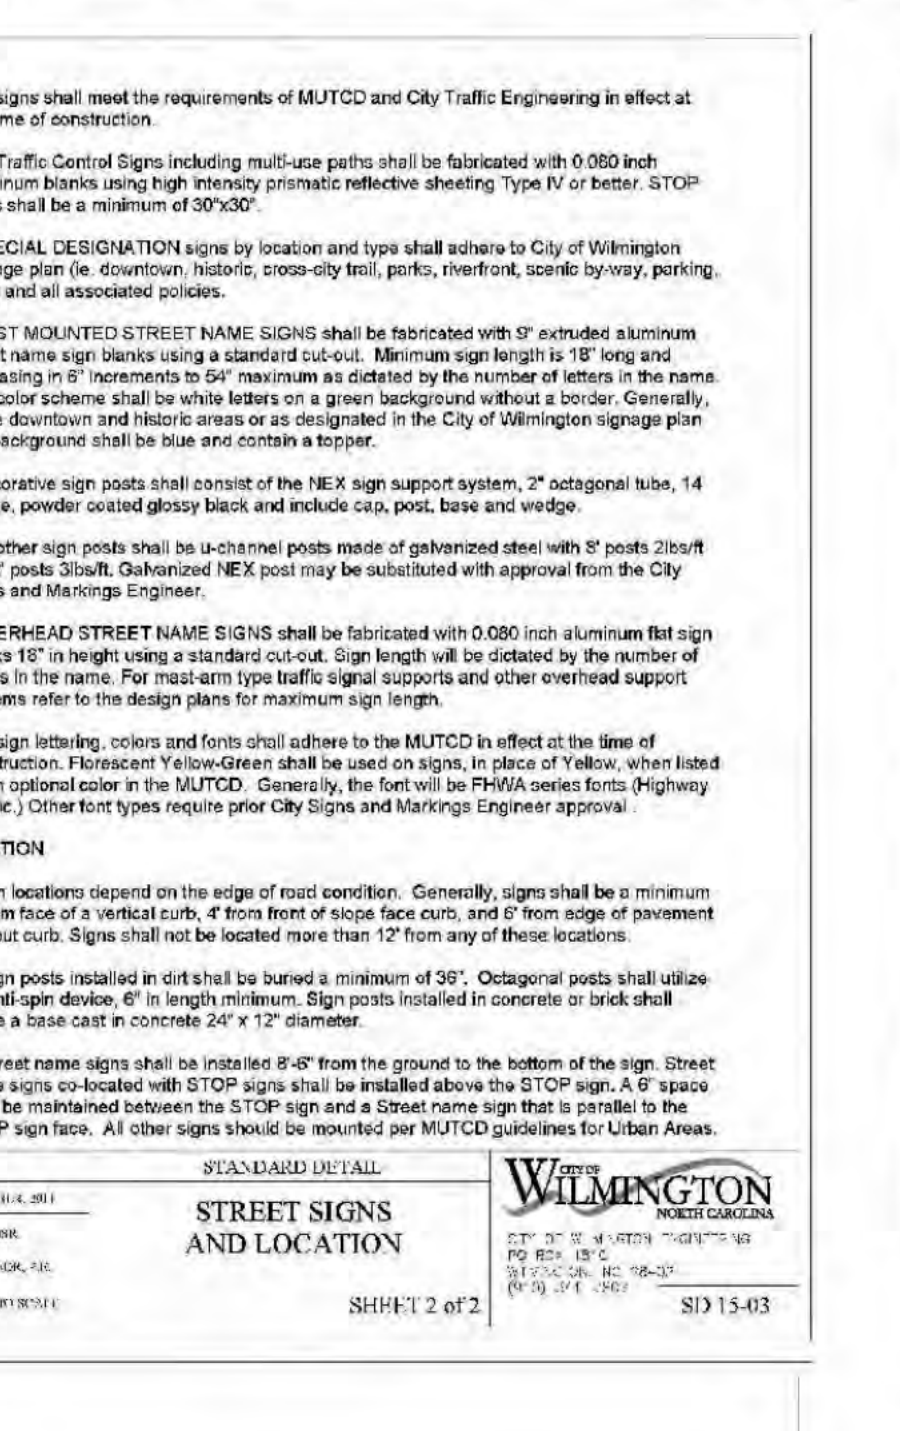 signs shall meet the requirements of MUTCD and City Traffic Engineering in effect at
me of construction.
Traffic Control Signs including multi-use paths shall be fabricated with 0.080 inch
inum blanks using high intensity prismatic reflective sheeting Type IV or better. STOP
s shall be a minimum of 30"x30".
ECIAL DESIGNATION signs by location and type shall adhere to City of Wilmington
ge plan (ie. downtown, historic, cross-city trail, parks, riverfront, scenic by-way, parking,
and all associated policies.
ST MOUNTED STREET NAME SIGNS shall be fabricated with 9" extruded aluminum
t name sign blanks using a standard cut-out. Minimum sign length is 18" long and
asing in 6" increments to 54" maximum as dictated by the number of letters in the name.
color scheme shall be white letters on a green background without a border. Generally,
e downtown and historic areas or as designated in the City of Wilmington signage plan
ackground shall be blue and contain a topper.
orative sign posts shall consist of the NEX sign support system, 2" octagonal tube, 14
e, powder coated glossy black and include cap, post, base and wedge.
other sign posts shall be u-channel posts made of galvanized steel with 8' posts 2lbs/ft
' posts 3lbs/ft. Galvanized NEX post may be substituted with approval from the City
s and Markings Engineer.
ERHEAD STREET NAME SIGNS shall be fabricated with 0.080 inch aluminum flat sign
ks 18" in height using a standard cut-out. Sign length will be dictated by the number of
s in the name. For mast-arm type traffic signal supports and other overhead support
ems refer to the design plans for maximum sign length.
sign lettering, colors and fonts shall adhere to the MUTCD in effect at the time of
truction. Florescent Yellow-Green shall be used on signs, in place of Yellow, when listed
n optional color in the MUTCD. Generally, the font will be FHWA series fonts (Highway
ic.) Other font types require prior City Signs and Markings Engineer approval .
TION
n locations depend on the edge of road condition. Generally, signs shall be a minimum
m face of a vertical curb, 4' from front of slope face curb, and 6' from edge of pavement
out curb. Signs shall not be located more than 12' from any of these locations.
gn posts installed in dirt shall be buried a minimum of 36". Octagonal posts shall utilize
nti-spin device, 6" in length minimum. Sign posts installed in concrete or brick shall
e a base cast in concrete 24" x 12" diameter.
reet name signs shall be installed 8'-6" from the ground to the bottom of the sign. Street
e signs co-located with STOP signs shall be installed above the STOP sign. A 6" space
be maintained between the STOP sign and a Street name sign that is parallel to the
P sign face. All other signs should be mounted per MUTCD guidelines for Urban Areas.
STANDARD DETAIL
STREET SIGNS
AND LOCATION
SHEET 2 of 2
CITY OF
WILMINGTON
NORTH CAROLINA
PO BOX
SD 15-03